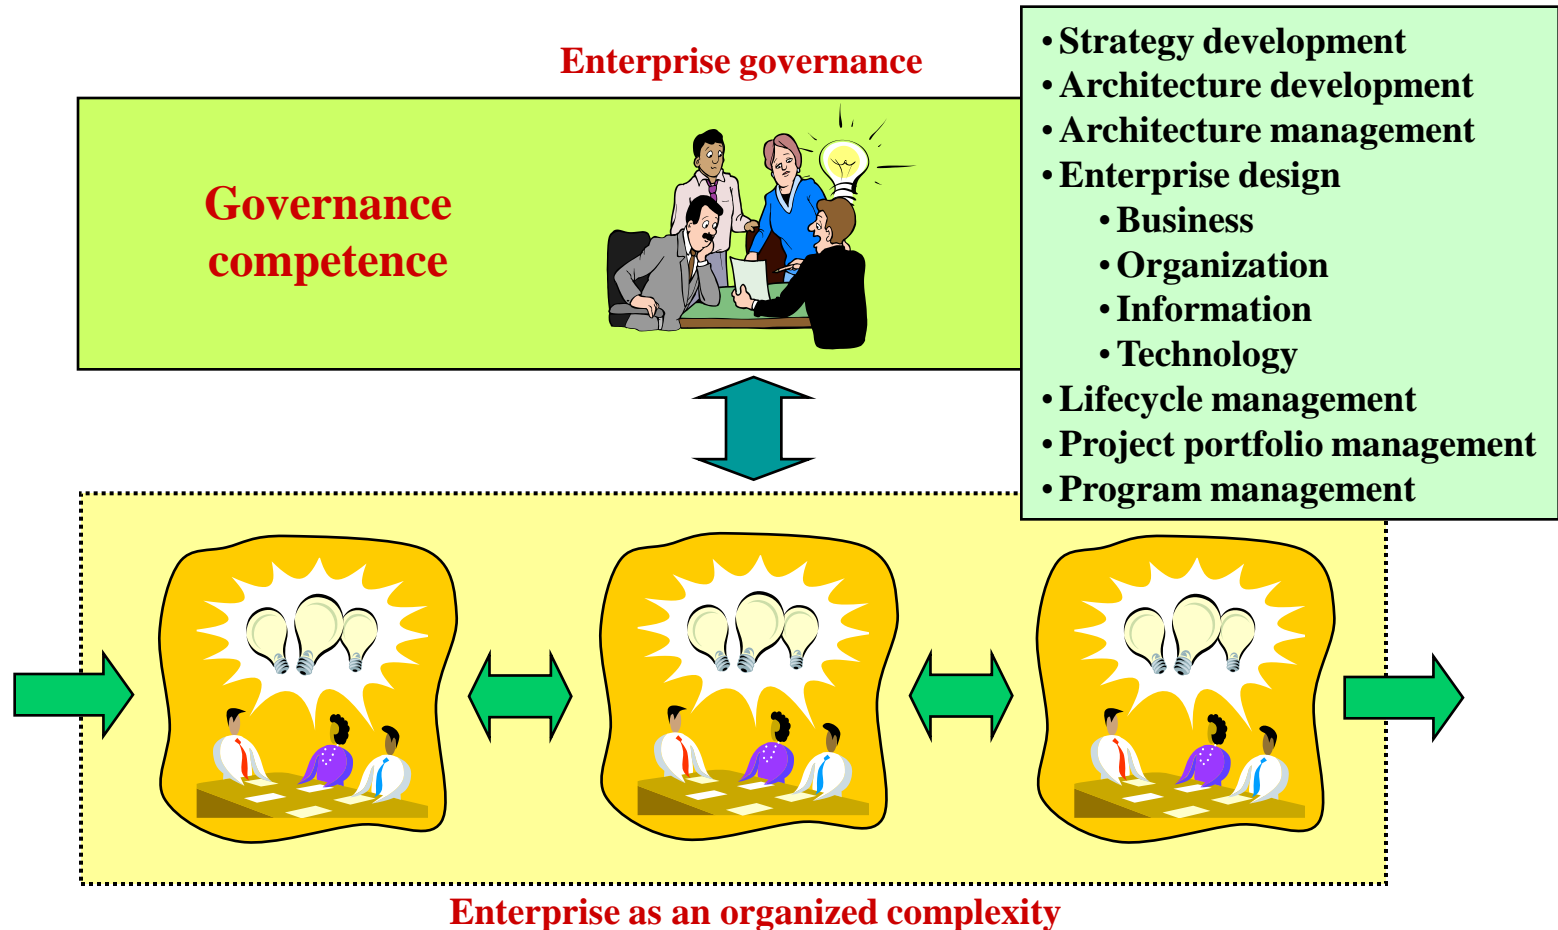 Enterprise governance
Governance
competence
• Strategy development
• Architecture development
• Architecture management
• Enterprise design
• Business
• Organization
• Information
• Technology
• Lifecycle management
• Project portfolio management
• Program management
Enterprise as an organized complexity